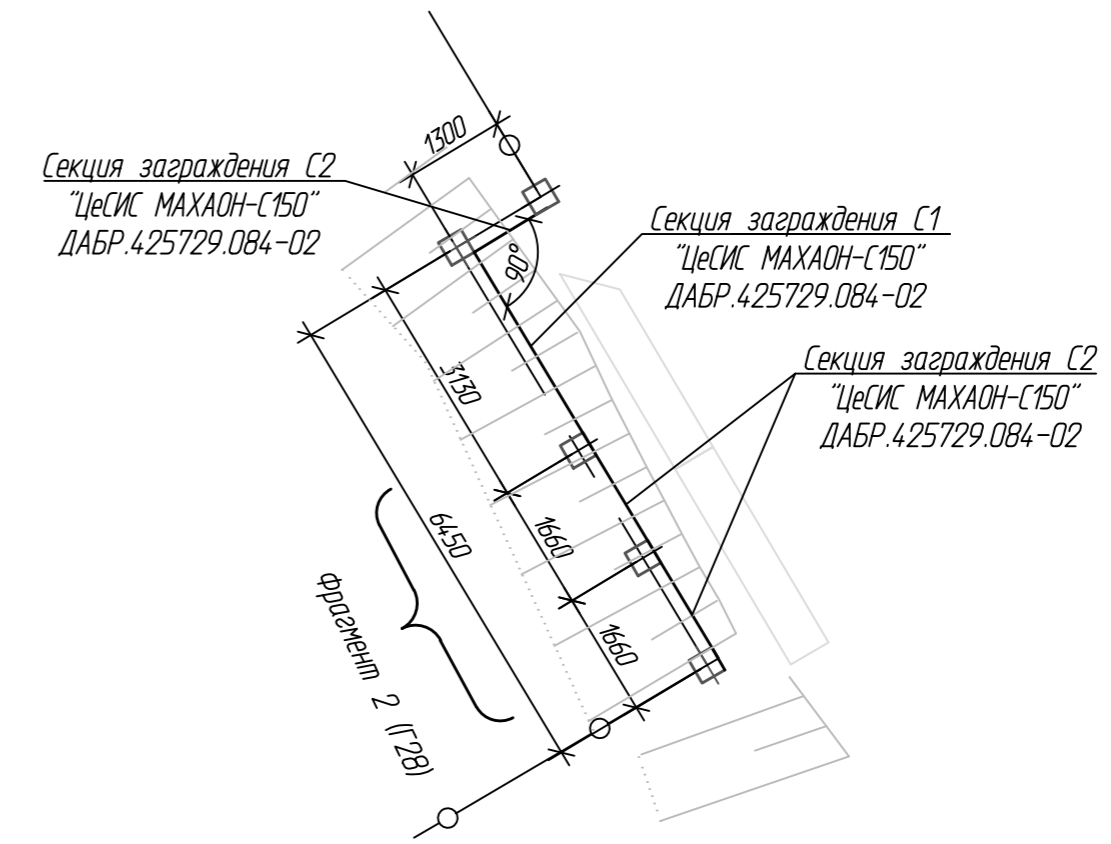 1300
Секция заграждения С2
"ЦеСИС МАХАОН-С150"
ДАБР.425729.084-02
Секция заграждения С1
"ЦеСИС МАХАОН-С150"
ДАБР.425729.084-02
90°
Секция заграждения С2
"ЦеСИС МАХАОН-С150"
ДАБР.425729.084-02
3130
6450
1660
1660
фрагмент 2 (Г28)